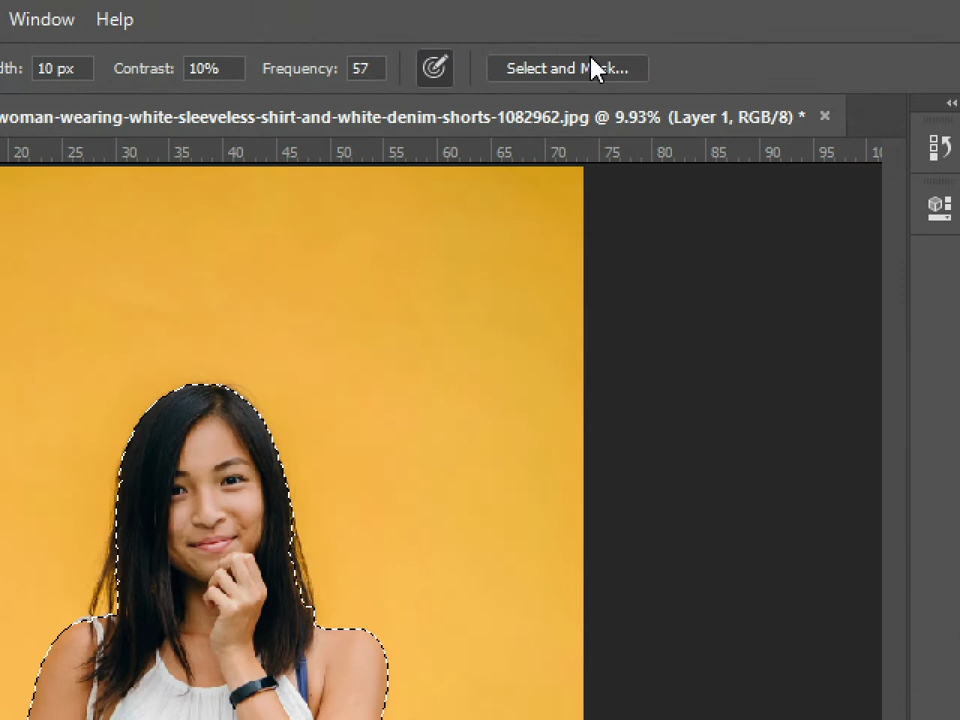 Window Help
dth: 10 px Contrast: 10% Frequency: 57 Select and M sk...
woman-wearing-white-sleeveless-shirt-and-white-denim-shorts-1082962.jpg @ 9.93% (Layer 1, RGB/8) *
20 25 30 35 40 45 50 55 60 65 70 75 80 85 90 95 10